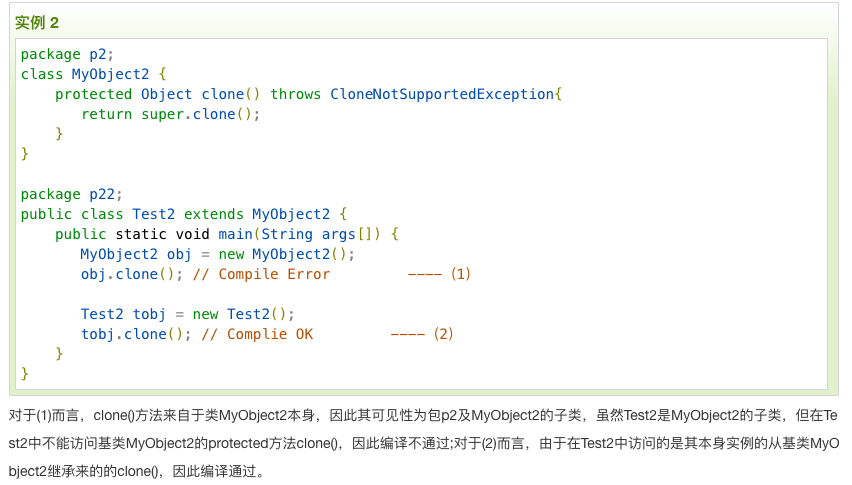 实例 2
package p2;
class MyObject2 {
    protected Object clone() throws CloneNotSupportedException{
       return super.clone();
    }
}
package p22;
public class Test2 extends MyObject2 {
    public static void main(String args[]) {
       MyObject2 obj = new MyObject2();
       obj.clone(); // Compile Error         ----（1）
       Test2 tobj = new Test2();
       tobj.clone(); // Complie OK         ----（2）
    }
}
对于(1)而言，clone()方法来自于类MyObject2本身，因此其可见性为包p2及MyObject2的子类，虽然Test2是MyObject2的子类，但在Te
st2中不能访问基类MyObject2的protected方法clone()，因此编译不通过;对于(2)而言，由于在Test2中访问的是其本身实例的从基类MyO
bject2继承来的的clone()，因此编译通过。